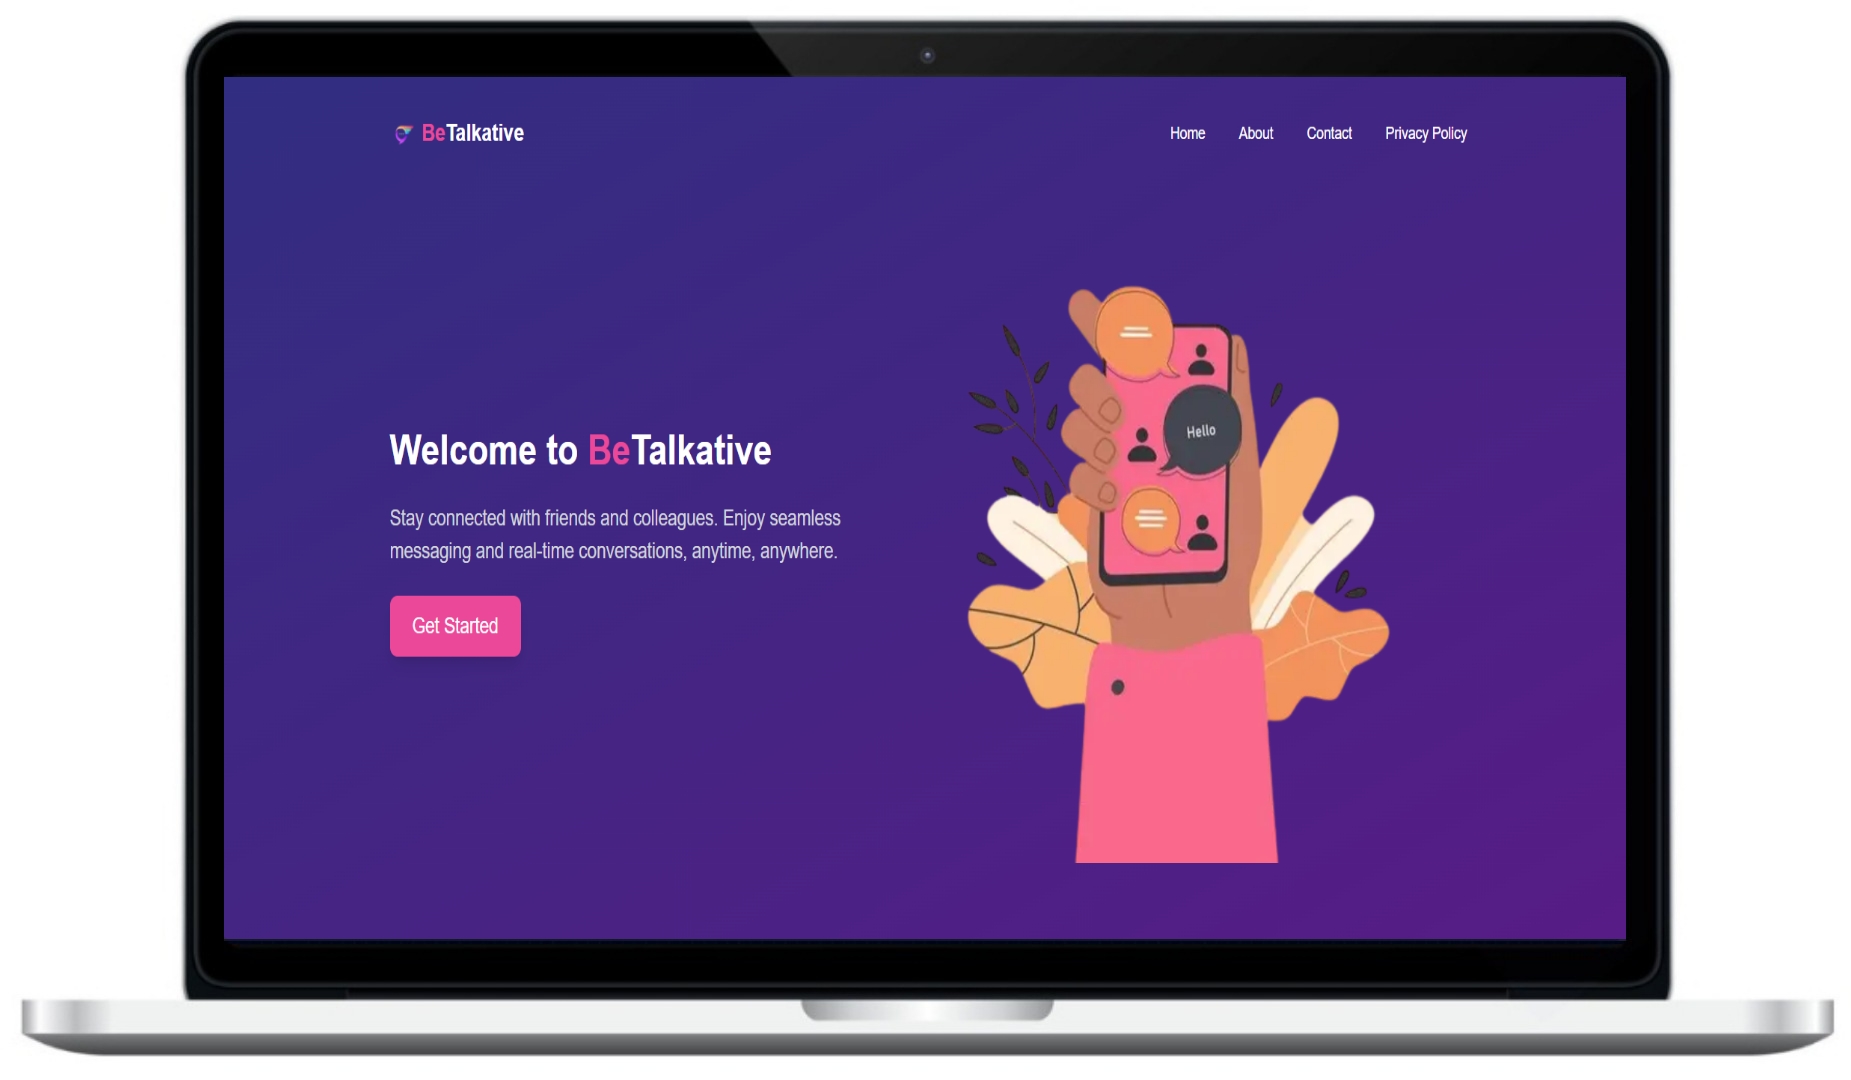 BeTalkative
Home About Contact Privacy Policy
Hello
Welcome to BeTalkative
Stay connected with friends and colleagues. Enjoy seamless
messaging and real-time conversations, anytime, anywhere.
Get Started